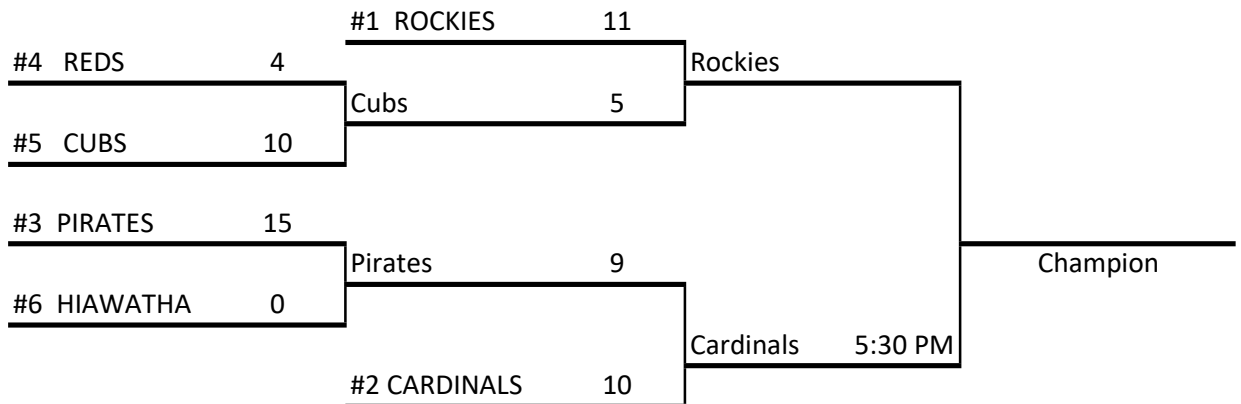 #1 ROCKIES 11
#4 REDS 4
Rockies
Cubs 5
#5 CUBS 10
#3 PIRATES 15
Pirates 9
Champion
#6 HIAWATHA 0
Cardinals 5:30 PM
#2 CARDINALS 10